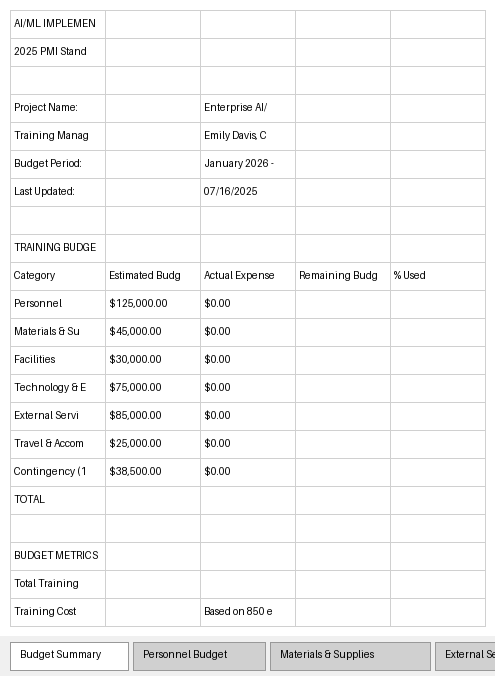 AI/ML IMPLEMEN
2025 PMI Stand
Project Name: Enterprise AI/
Training Manag Emily Davis, C
Budget Period: January 2026 -
Last Updated: 07/16/2025
TRAINING BUDGE
Category Estimated Budg Actual Expense Remaining Budg % Used
Personnel $125,000.00 $0.00
Materials & Su $45,000.00 $0.00
Facilities $30,000.00 $0.00
Technology & E $75,000.00 $0.00
External Servi $85,000.00 $0.00
Travel & Accom $25,000.00 $0.00
Contingency (1 $38,500.00 $0.00
TOTAL
BUDGET METRICS
Total Training
Training Cost Based on 850 e
Budget Summary Personnel Budget Materials & Supplies External Se